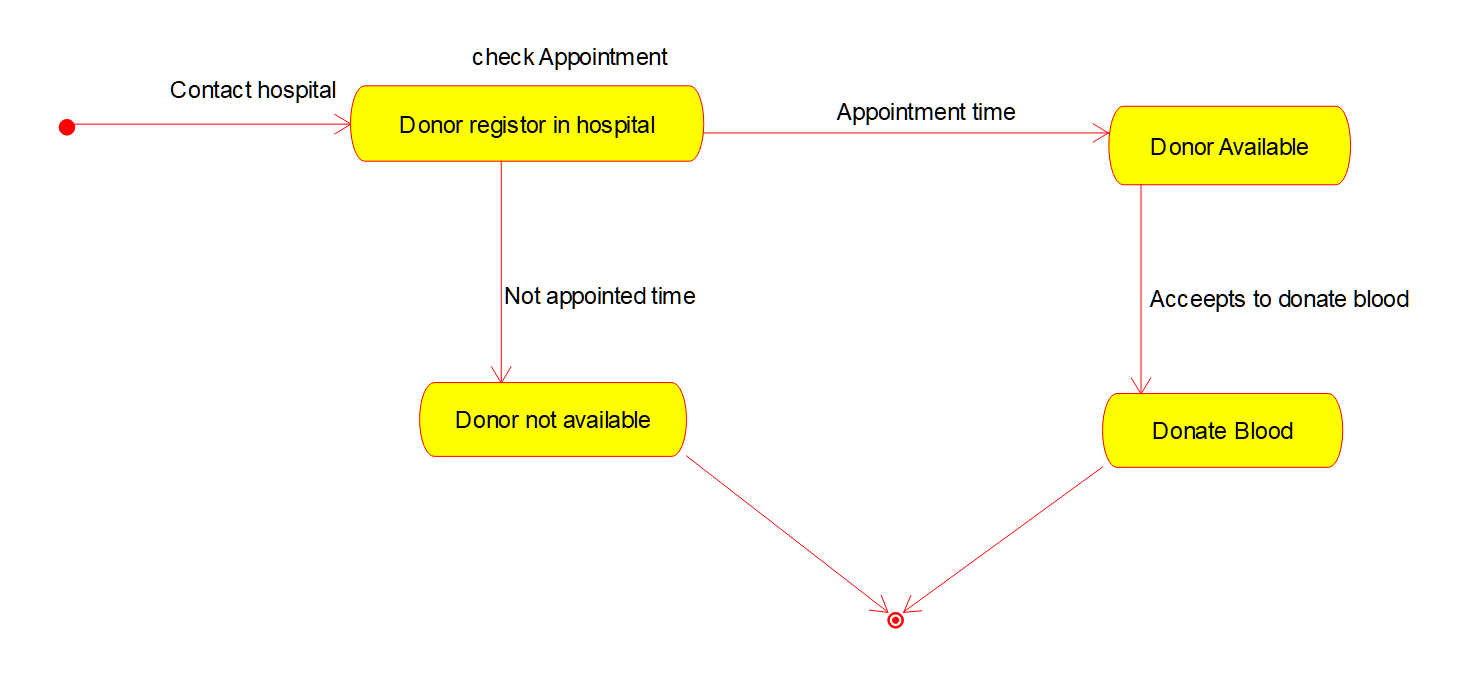 check Appointment
Contact hospital
Donor registor in hospital
Appointment time
Donor Available
Not appointed time
Acceepts to donate blood
Donor not available
Donate Blood